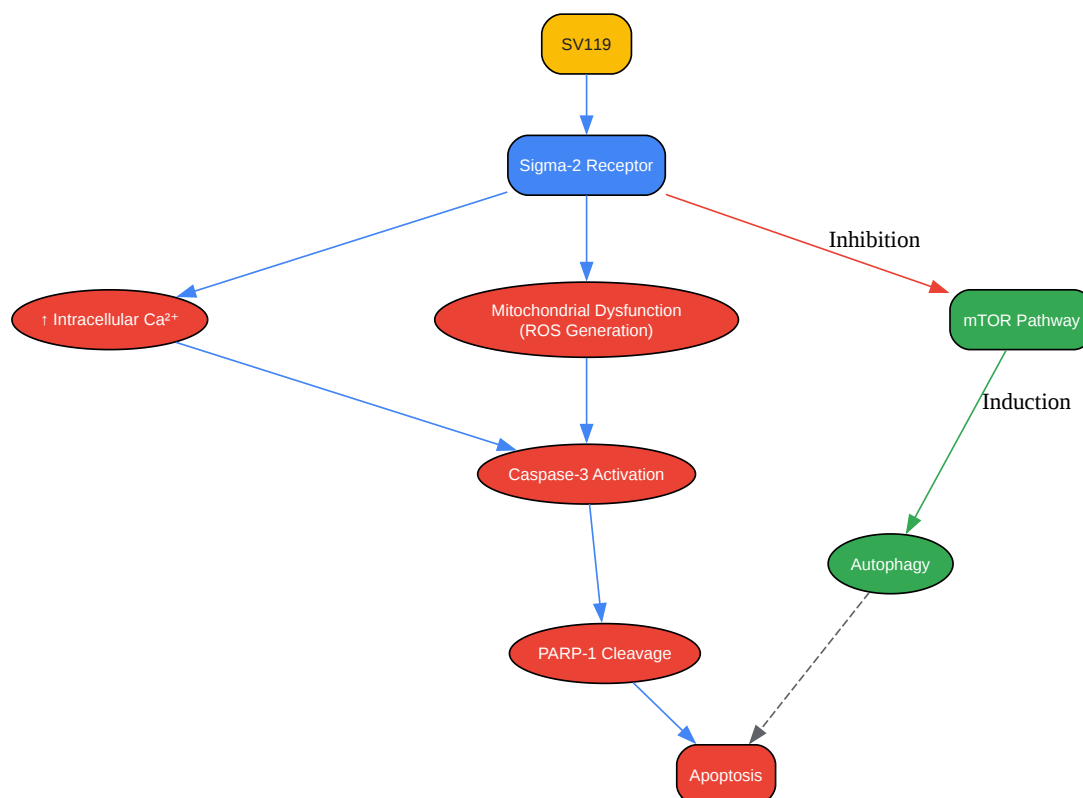 SV119
Sigma-2 Receptor
Inhibition
↑ Intracellular Ca²⁺
Mitochondrial Dysfunction
(ROS Generation)
mTOR Pathway
Induction
Caspase-3 Activation
Autophagy
PARP-1 Cleavage
Apoptosis